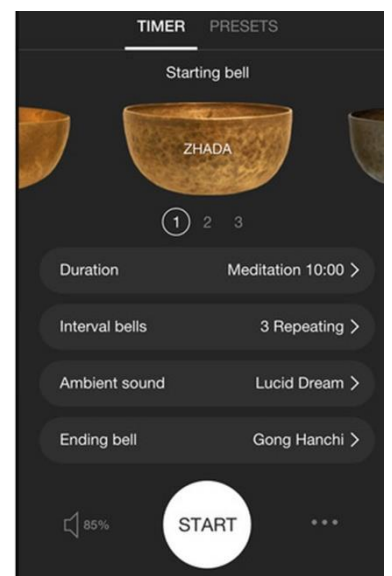 TIMER PRESETS
Starting bell
ZHADA
1 2 3
Duration Meditation 10:00 >
Interval bells 3 Repeating >
Ambient sound Lucid Dream >
Ending bell Gong Hanchi >
85% START •••